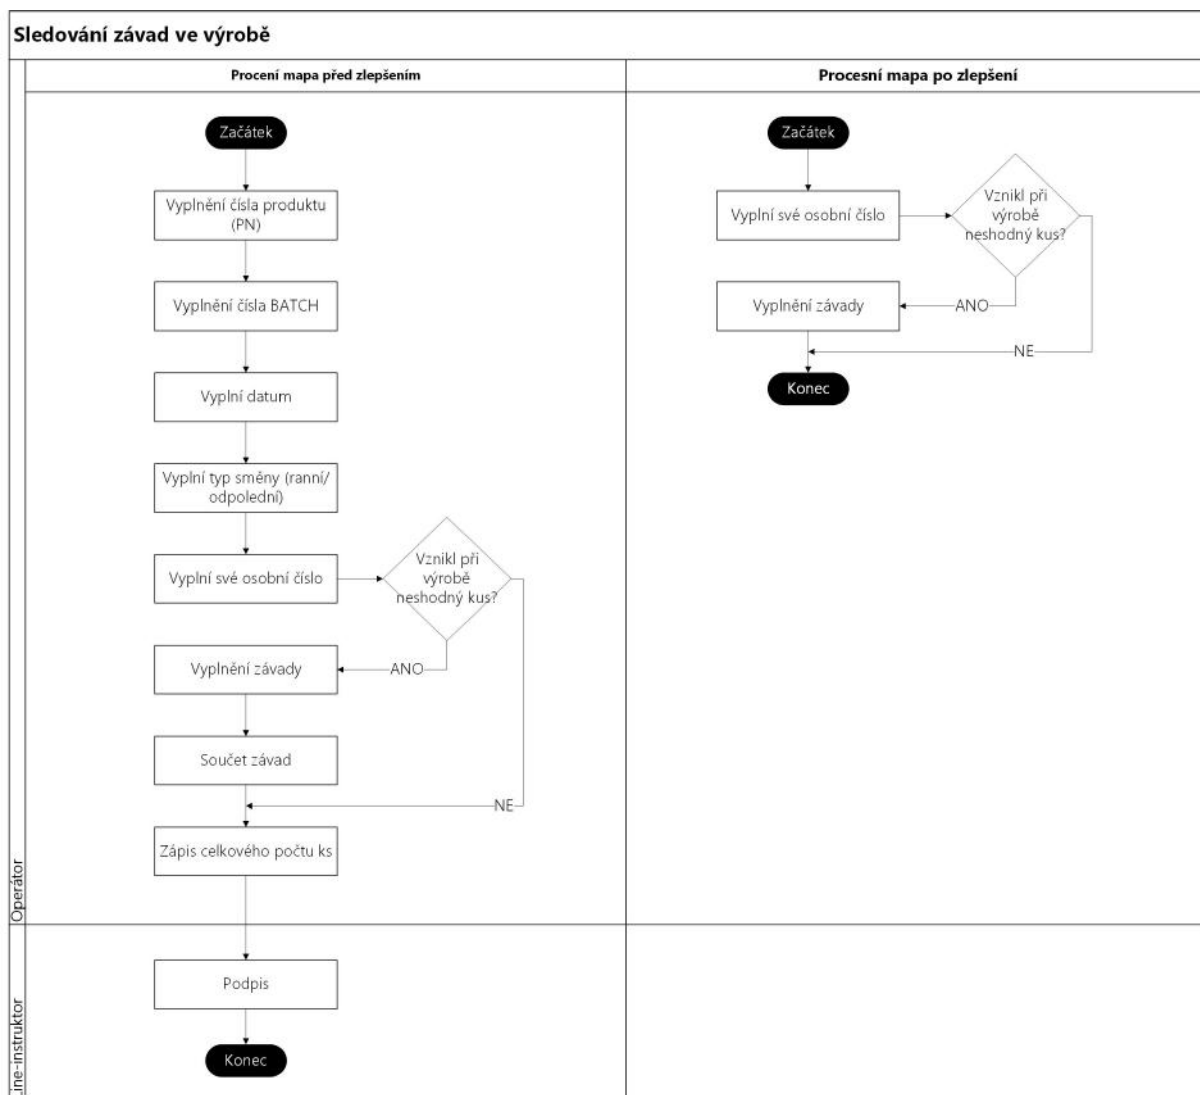 Sledování závad ve výrobě
Procení mapa před zlepšením
Procesní mapa po zlepšení
Operátor
Začátek
Vyplnění čísla produktu
(PN)
Vyplnění čísla BATCH
Vyplní datum
Vyplní typ směny (ranní/
odpolední)
Vyplní své osobní číslo
Vznikl při
výrobě
neshodný kus?
ANO
Vyplnění závady
Součet závad
NE
Zápis celkového počtu ks
Začátek
Vyplní své osobní číslo
Vznikl při
výrobě
neshodný kus?
ANO
Vyplnění závady
NE
Konec
Line-instruktor
Podpis
Konec